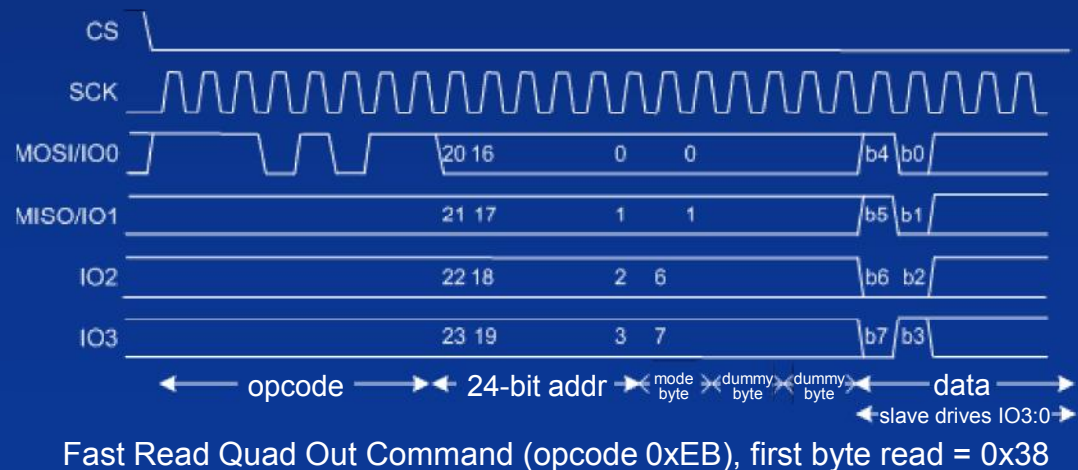 CS
SCK
MOSI/IO0 20 16 0 0 b4 b0
MISO/IO1 21 17 1 1 b5 b1
IO2 22 18 2 6 b6 b2
IO3 23 19 3 7 b7 b3
opcode 24-bit addr mode byte dummy byte dummy byte data
slave drives IO3:0
Fast Read Quad Out Command (opcode 0xEB), first byte read = 0x38